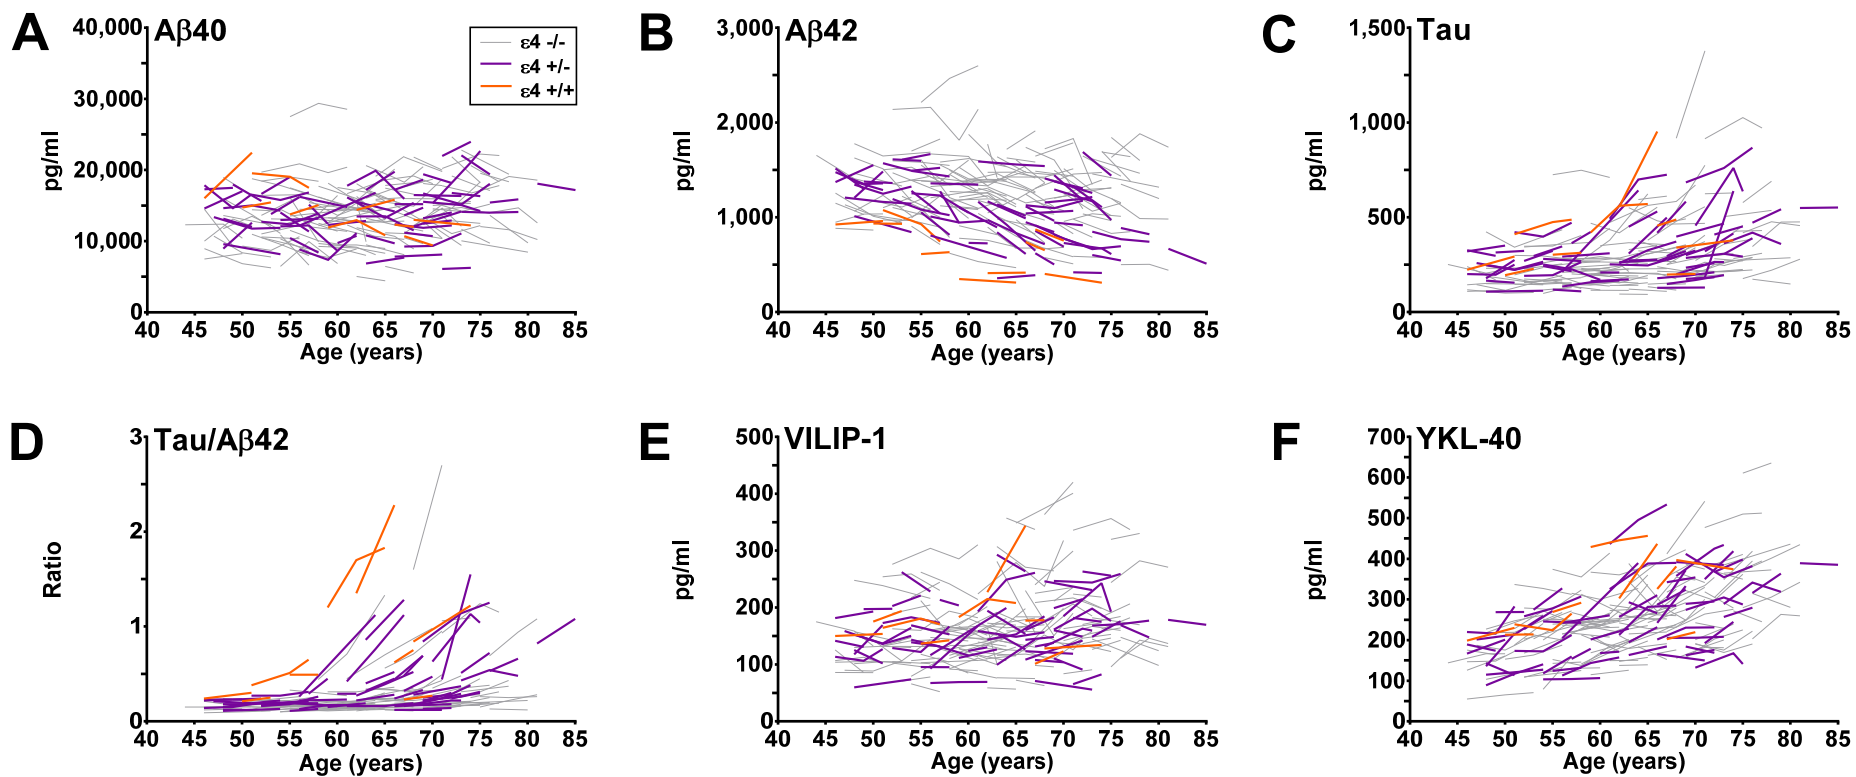 A Aβ40
40,000
30,000
20,000
10,000
0
pg/ml
40 45 50 55 60 65 70 75 80 85
Age (years)
ε4 -/-
ε4 +/-
ε4 +/+
B Aβ42
3,000
2,000
1,000
0
pg/ml
40 45 50 55 60 65 70 75 80 85
Age (years)
C Tau
1,500
1,000
500
0
pg/ml
40 45 50 55 60 65 70 75 80 85
Age (years)
D Tau/Aβ42
3
2
1
0
Ratio
40 45 50 55 60 65 70 75 80 85
Age (years)
E VILIP-1
500
400
300
200
100
0
pg/ml
40 45 50 55 60 65 70 75 80 85
Age (years)
F YKL-40
700
600
500
400
300
200
100
0
pg/ml
40 45 50 55 60 65 70 75 80 85
Age (years)